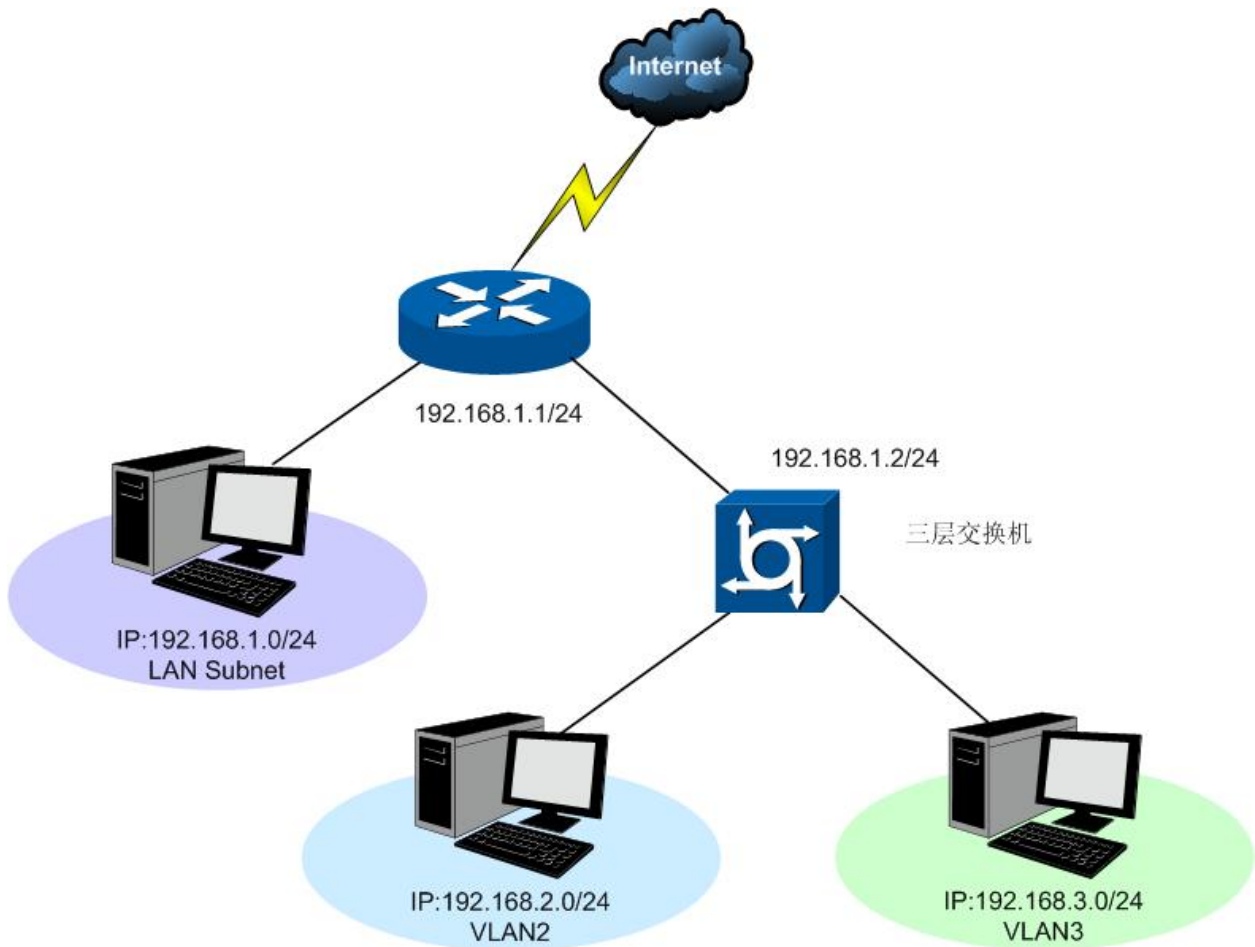 Internet
192.168.1.1/24
192.168.1.2/24
三层交换机
IP:192.168.1.0/24
LAN Subnet
IP:192.168.2.0/24
VLAN2
IP:192.168.3.0/24
VLAN3